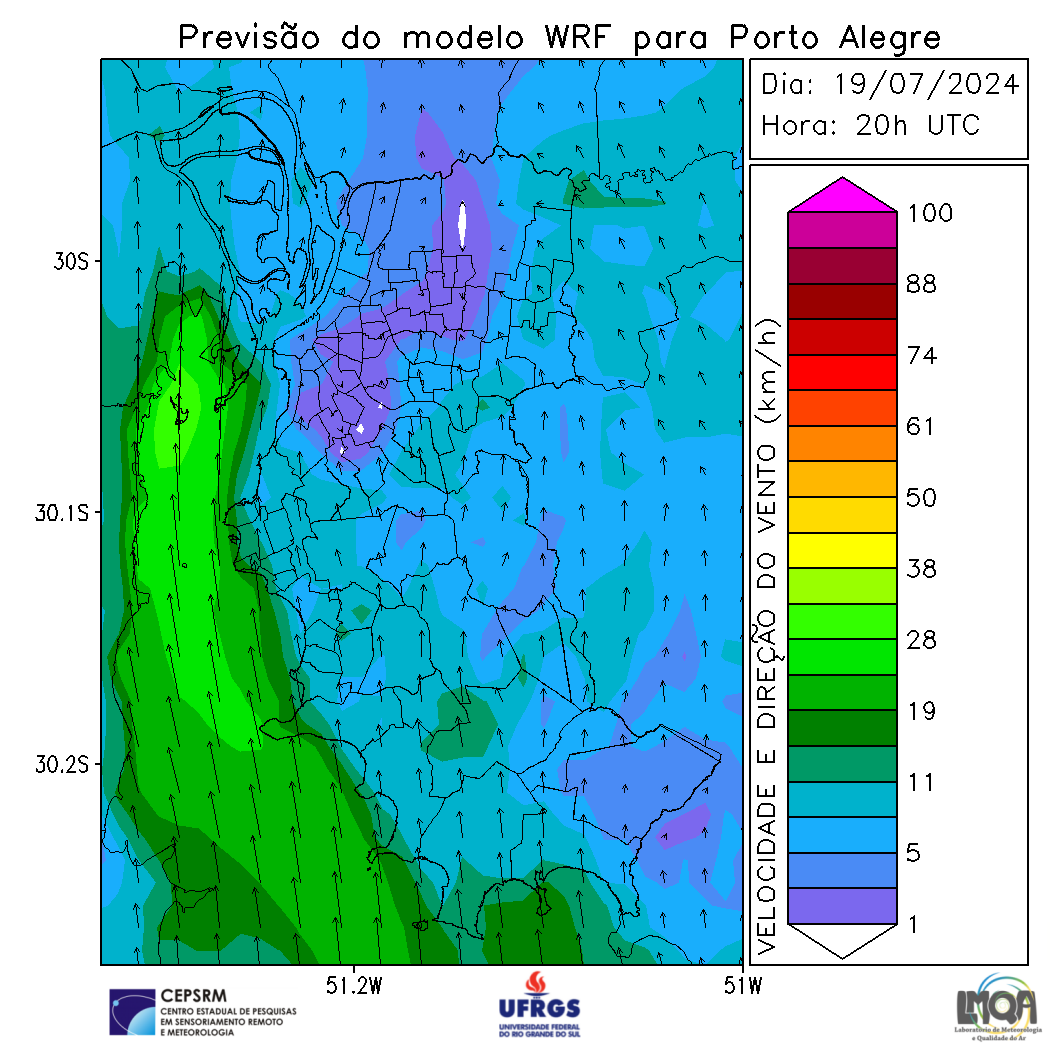 Previsão do modelo WRF para Porto Alegre
Dia: 19/07/2024
Hora: 20h UTC
30S
30.1S
30.2S
51.2W
51W
VELOCIDADE E DIREÇÃO DO VENTO (km/h)
100
88
74
61
50
38
28
19
11
5
1
CEPSRM
CENTRO ESTADUAL DE PESQUISAS
EM SENSORIAMENTO REMOTO
E METEOROLOGIA
UFRGS
UNIVERSIDADE FEDERAL
DO RIO GRANDE DO SUL
LMQA
Laboratório de Meteorologia
e Qualidade do Ar